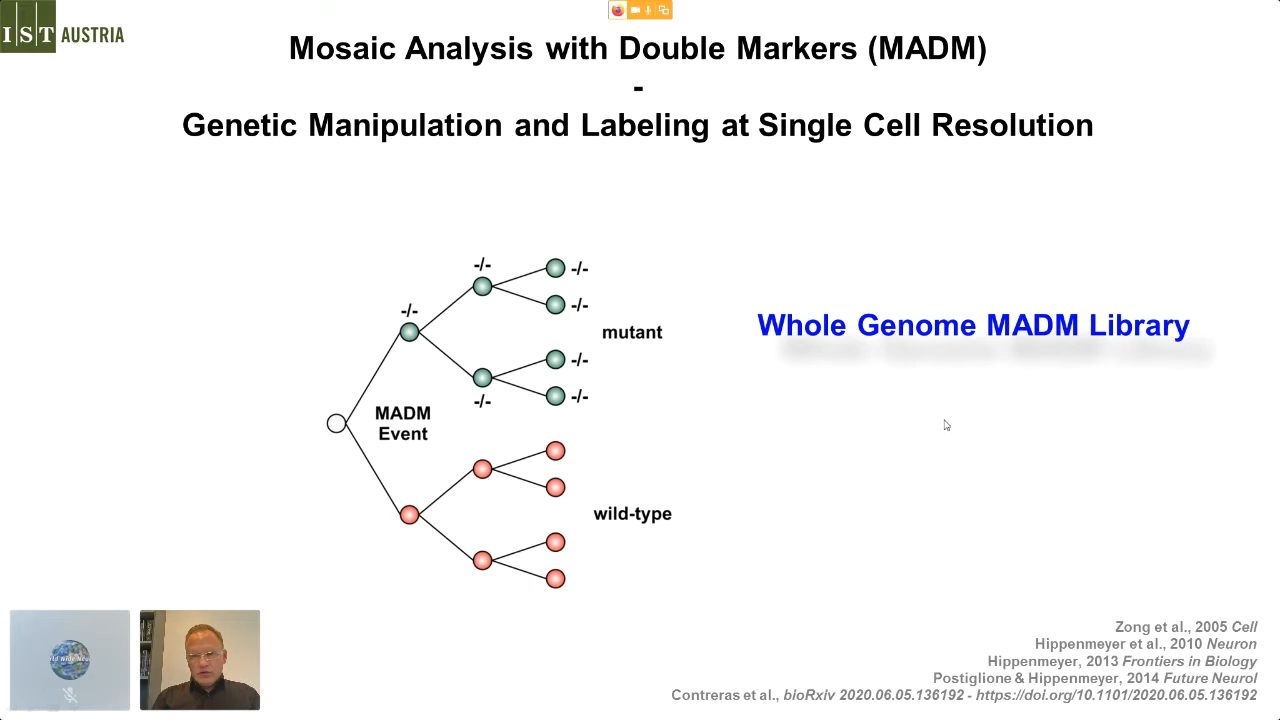 IST AUSTRIA
Mosaic Analysis with Double Markers (MADM)
-
Genetic Manipulation and Labeling at Single Cell Resolution
-/-
-/-
-/-
-/-
mutant
-/-
-/-
-/-
MADM
Event
wild-type
Whole Genome MADM Library
Zong et al., 2005 Cell
Hippenmeyer et al., 2010 Neuron
Hippenmeyer, 2013 Frontiers in Biology
Postiglione & Hippenmeyer, 2014 Future Neurol
Contreras et al., bioRxiv 2020.06.05.136192 - https://doi.org/10.1101/2020.06.05.136192